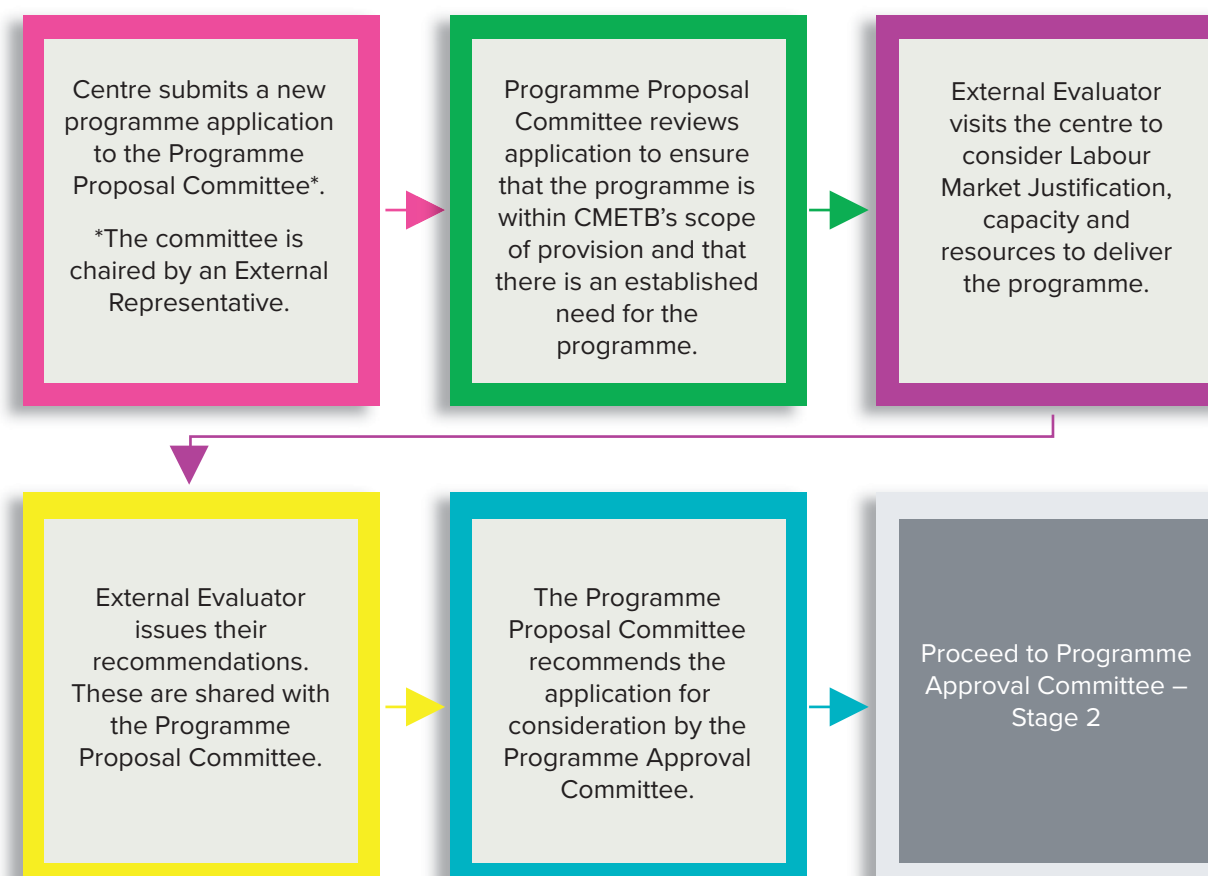 Centre submits a new
programme application
to the Programme
Proposal Committee*.
*The committee is
chaired by an External
Representative.
Programme Proposal
Committee reviews
application to ensure
that the programme is
within CMETB's scope
of provision and that
there is an established
need for the
programme.
External Evaluator
visits the centre to
consider Labour
Market Justification,
capacity and
resources to deliver
the programme.
External Evaluator
issues their
recommendations.
These are shared with
the Programme
Proposal Committee.
The Programme
Proposal Committee
recommends the
application for
consideration by the
Programme Approval
Committee.
Proceed to Programme
Approval Committee –
Stage 2